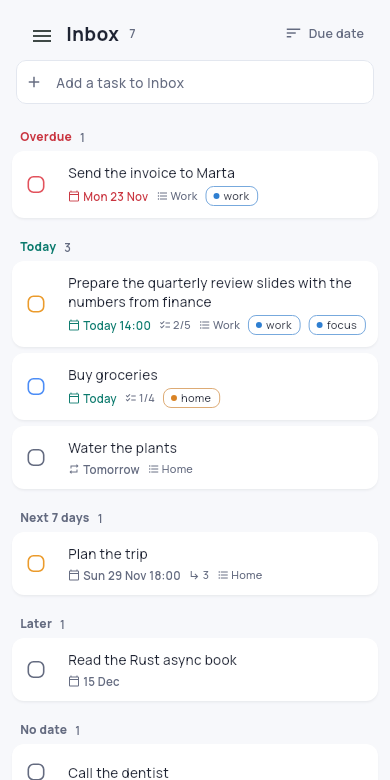 Inbox 7 Due date
Add a task to Inbox
Overdue 1
Send the invoice to Marta
Mon 23 Nov Work work
Today 3
Prepare the quarterly review slides with the
numbers from finance
Today 14:00 2/5 Work work focus
Buy groceries
Today 1/4 home
Water the plants
Tomorrow Home
Next 7 days 1
Plan the trip
Sun 29 Nov 18:00 3 Home
Later 1
Read the Rust async book
15 Dec
No date 1
Call the dentist